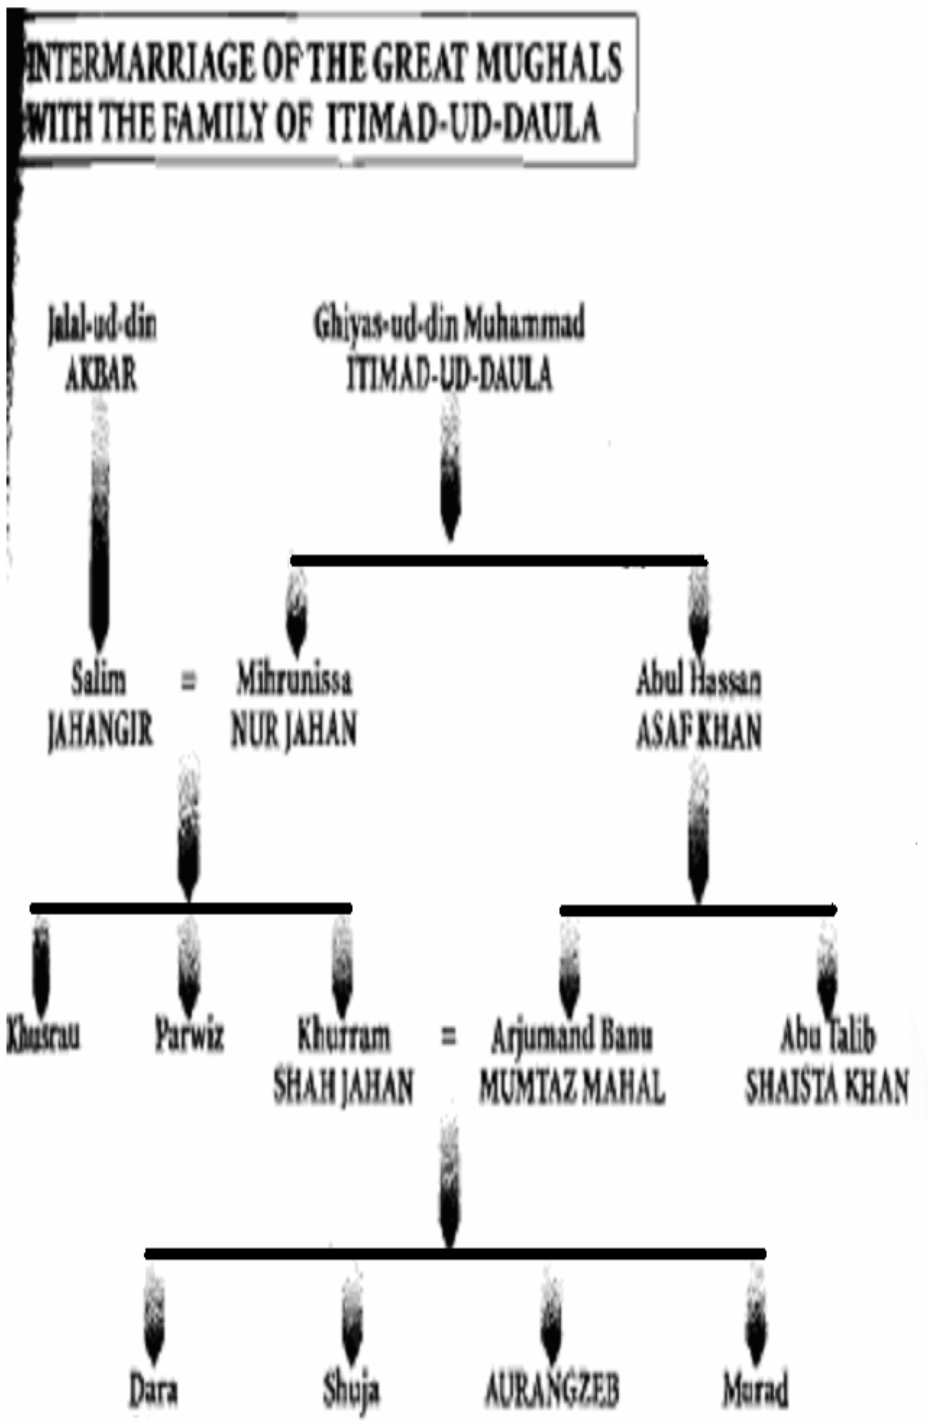 INTERMARRIAGE OF THE GREAT MUGHALS
WITH THE FAMILY OF ITIMAD-UD-DAULA
Jalal-ud-din
AKBAR
Ghiyas-ud-din Muhammad
ITIMAD-UD-DAULA
Salim = Mihrunissa
JAHANGIR NUR JAHAN
Abul Hassan
ASAF KHAN
Khusrau
Parwiz
Khurram = Arjumand Banu
SHAH JAHAN MUMTAZ MAHAL
Abu Talib
SHAISTA KHAN
Dara
Shuja
AURANGZEB
Murad